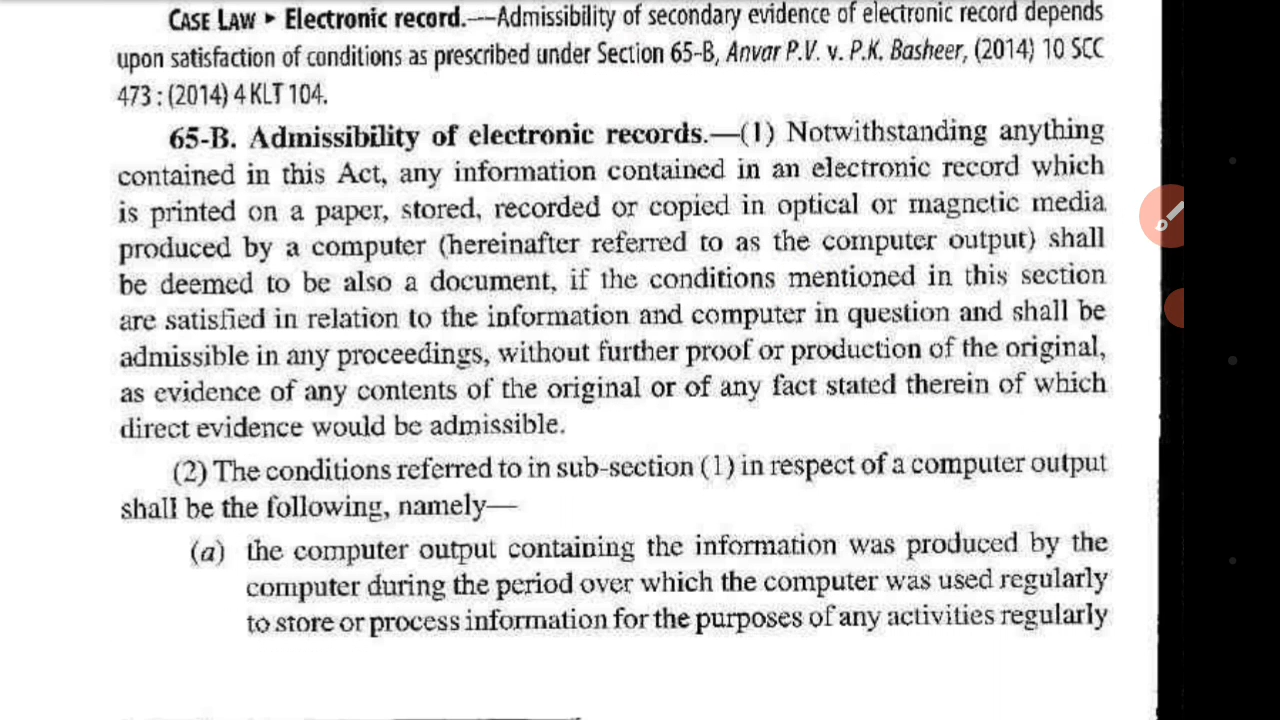 CASE LAW ▸ Electronic record.—Admissibility of secondary evidence of electronic record depends
upon satisfaction of conditions as prescribed under Section 65-B, Anvar P.V. v. P.K. Basheer, (2014) 10 SCC
473 : (2014) 4 KLT 104.
65-B. Admissibility of electronic records.—(1) Notwithstanding anything
contained in this Act, any information contained in an electronic record which
is printed on a paper, stored, recorded or copied in optical or magnetic media
produced by a computer (hereinafter referred to as the computer output) shall
be deemed to be also a document, if the conditions mentioned in this section
are satisfied in relation to the information and computer in question and shall be
admissible in any proceedings, without further proof or production of the original,
as evidence of any contents of the original or of any fact stated therein of which
direct evidence would be admissible.
(2) The conditions referred to in sub-section (1) in respect of a computer output
shall be the following, namely—
(a) the computer output containing the information was produced by the
computer during the period over which the computer was used regularly
to store or process information for the purposes of any activities regularly